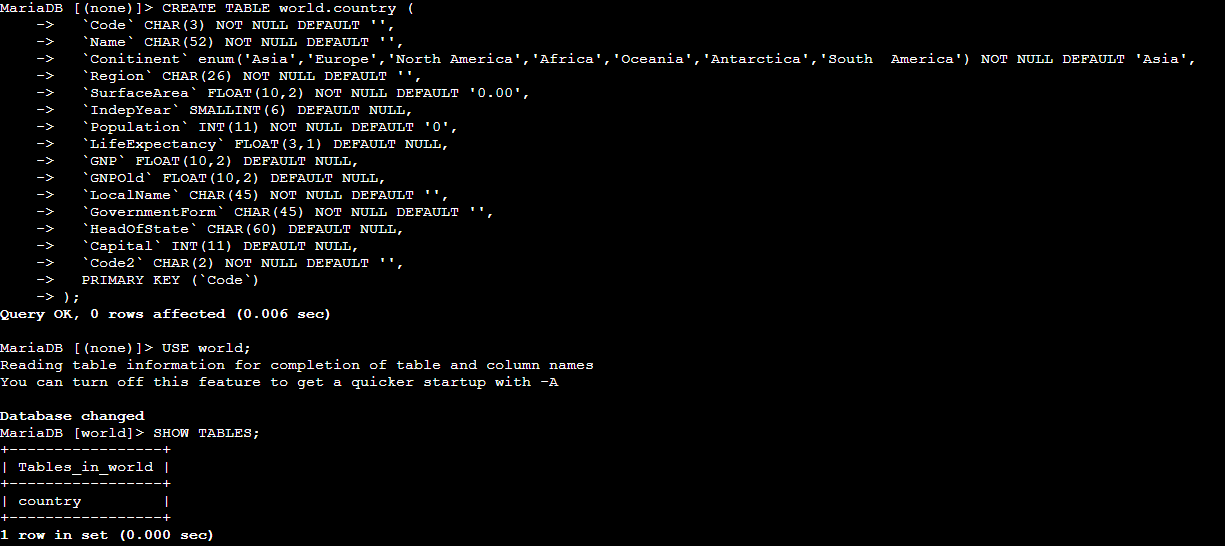 MariaDB [(none)]> CREATE TABLE world.country (
    ->   `Code` CHAR(3) NOT NULL DEFAULT '',
    ->   `Name` CHAR(52) NOT NULL DEFAULT '',
    ->   `Conitinent` enum('Asia','Europe','North America','Africa','Oceania','Antarctica','South  America') NOT NULL DEFAULT 'Asia',
    ->   `Region` CHAR(26) NOT NULL DEFAULT '',
    ->   `SurfaceArea` FLOAT(10,2) NOT NULL DEFAULT '0.00',
    ->   `IndepYear` SMALLINT(6) DEFAULT NULL,
    ->   `Population` INT(11) NOT NULL DEFAULT '0',
    ->   `LifeExpectancy` FLOAT(3,1) DEFAULT NULL,
    ->   `GNP` FLOAT(10,2) DEFAULT NULL,
    ->   `GNPOld` FLOAT(10,2) DEFAULT NULL,
    ->   `LocalName` CHAR(45) NOT NULL DEFAULT '',
    ->   `GovernmentForm` CHAR(45) NOT NULL DEFAULT '',
    ->   `HeadOfState` CHAR(60) DEFAULT NULL,
    ->   `Capital` INT(11) DEFAULT NULL,
    ->   `Code2` CHAR(2) NOT NULL DEFAULT '',
    ->   PRIMARY KEY (`Code`)
    -> );
Query OK, 0 rows affected (0.006 sec)

MariaDB [(none)]> USE world;
Reading table information for completion of table and column names
You can turn off this feature to get a quicker startup with -A

Database changed
MariaDB [world]> SHOW TABLES;
+-----------------+
| Tables_in_world |
+-----------------+
| country         |
+-----------------+
1 row in set (0.000 sec)